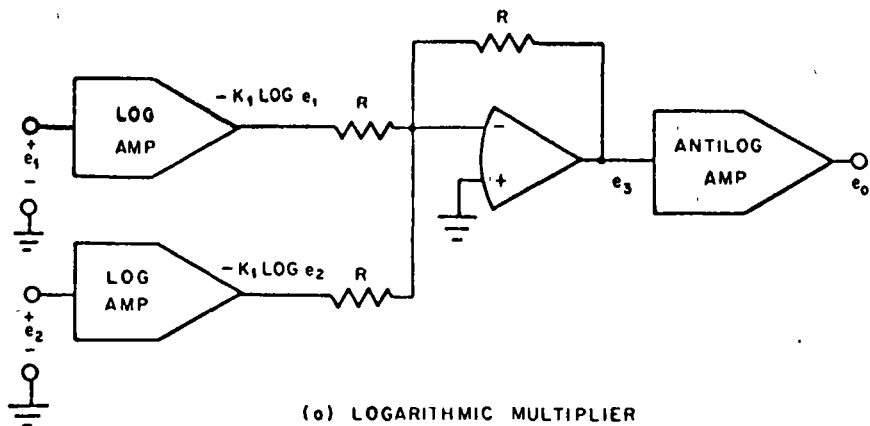 R
LOG
AMP
-K₁ LOG e₁
R
+
e₁
-
-
+
e₃
ANTILOG
AMP
e₀
LOG
AMP
-K₁ LOG e₂
R
+
e₂
-
(a) LOGARITHMIC MULTIPLIER